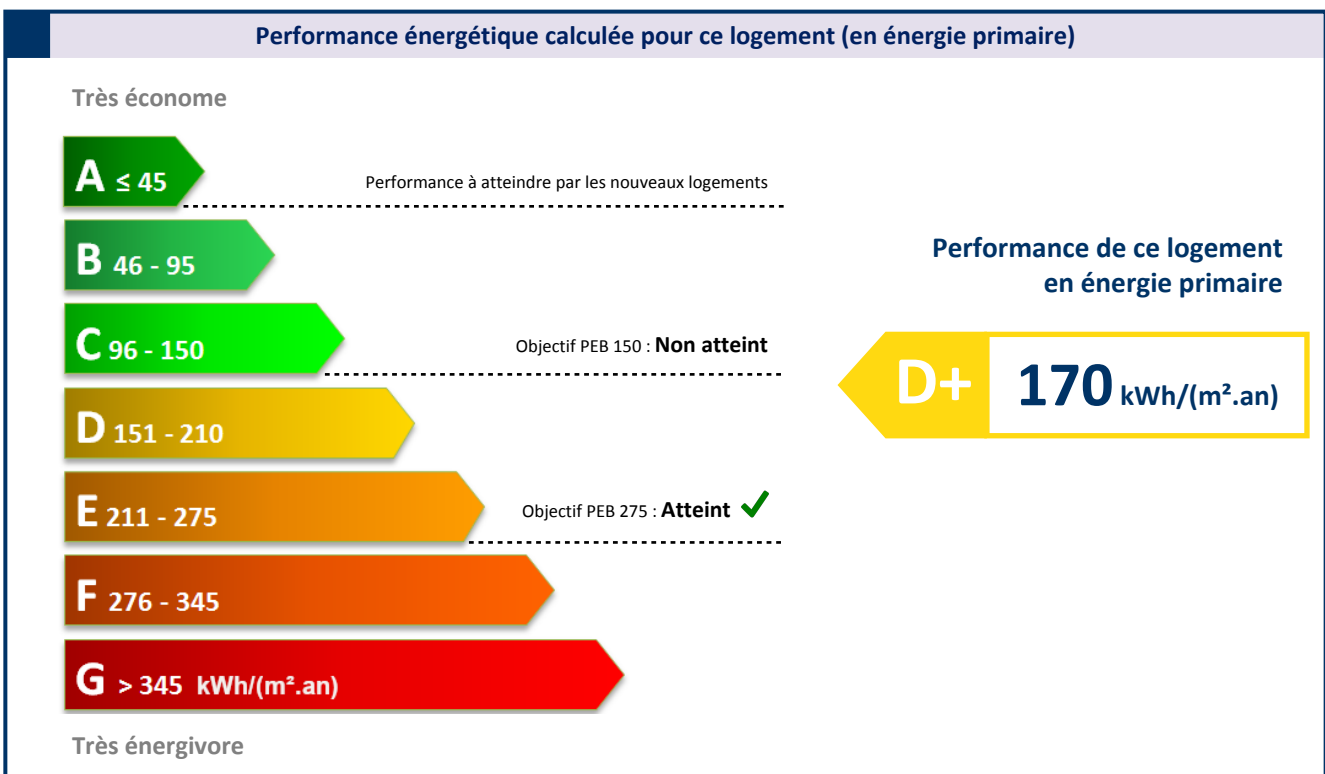 Performance énergétique calculée pour ce logement (en énergie primaire)
Très économe
A ≤ 45
Performance à atteindre par les nouveaux logements
B 46 - 95
C 96 - 150
Objectif PEB 150 : Non atteint
D 151 - 210
E 211 - 275
Objectif PEB 275 : Atteint ✓
F 276 - 345
G > 345 kWh/(m².an)
Très énergivore
Performance de ce logement
en énergie primaire
D+ 170 kWh/(m².an)